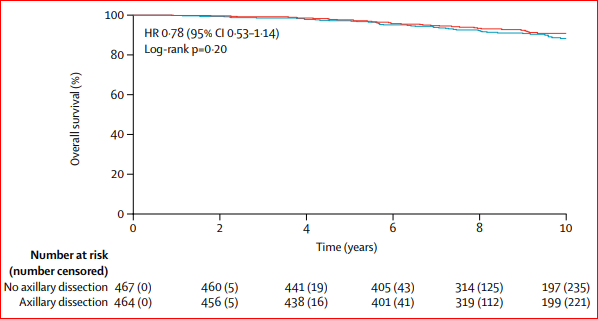 100
HR 0·78 (95% CI 0·53–1·14)
Log-rank p=0·20
80
60
40
20
0
Overall survival (%)
0 2 4 6 8 10
Time (years)
Number at risk
(number censored)
No axillary dissection 467 (0) 460 (5) 441 (19) 405 (43) 314 (125) 197 (235)
Axillary dissection 464 (0) 456 (5) 438 (16) 401 (41) 319 (112) 199 (221)